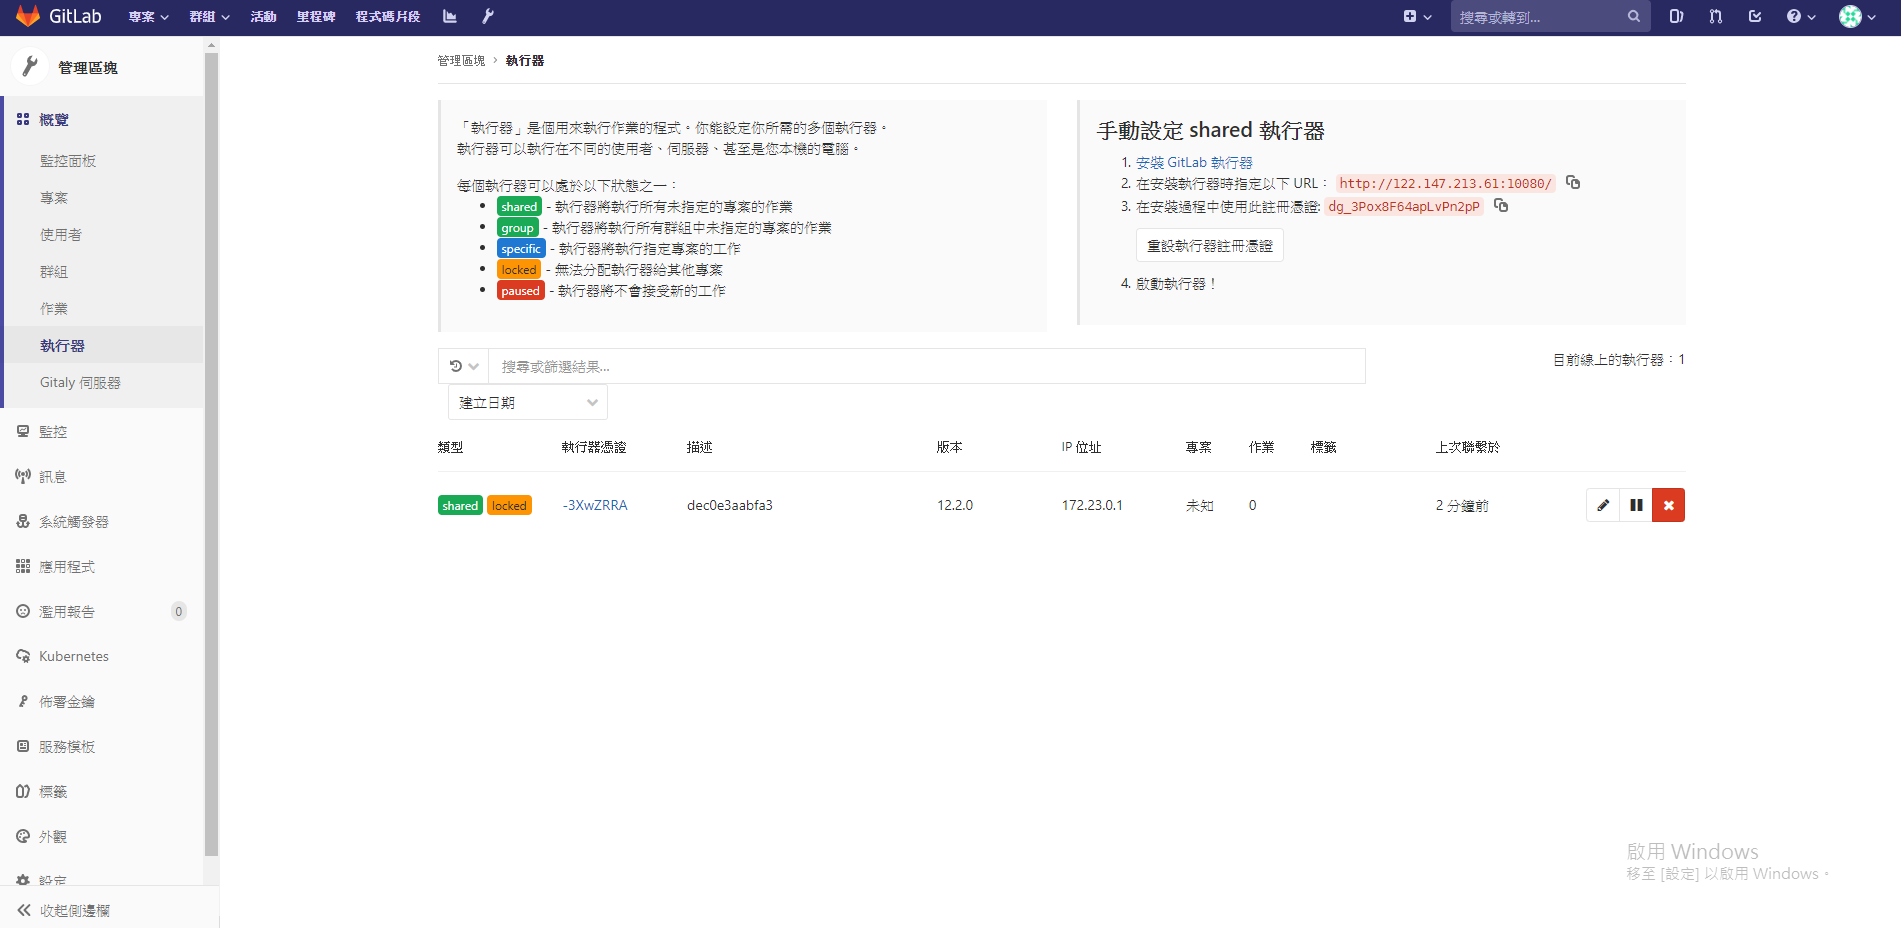 GitLab 專案 群組 活動 里程碑 程式碼片段 搜尋或轉到...
管理區塊
概覽
監控面板
專案
使用者
群組
作業
執行器
Gitaly 伺服器
監控
訊息
系統觸發器
應用程式
濫用報告 0
Kubernetes
佈署金鑰
服務模板
標籤
外觀
設定
收起側邊欄
管理區塊 › 執行器
「執行器」是個用來執行作業的程式。你能設定你所需的多個執行器。
執行器可以執行在不同的使用者、伺服器、甚至是您本機的電腦。
每個執行器可以處於以下狀態之一：
shared - 執行器將執行所有未指定的專案的作業
group - 執行器將執行所有群組中未指定的專案的作業
specific - 執行器將執行指定專案的工作
locked - 無法分配執行器給其他專案
paused - 執行器將不會接受新的工作
手動設定 shared 執行器
1. 安裝 GitLab 執行器
2. 在安裝執行器時指定以下 URL： http://122.147.213.61:10080/
3. 在安裝過程中使用此註冊憑證: dg_3Pox8F64apLvPn2pP
重設執行器註冊憑證
4. 啟動執行器！
搜尋或篩選結果...
目前線上的執行器：1
建立日期
類型 執行器憑證 描述 版本 IP 位址 專案 作業 標籤 上次聯繫於
shared locked -3XwZRRA dec0e3aabfa3 12.2.0 172.23.0.1 未知 0 2 分鐘前
啟用 Windows
移至 [設定] 以啟用 Windows。